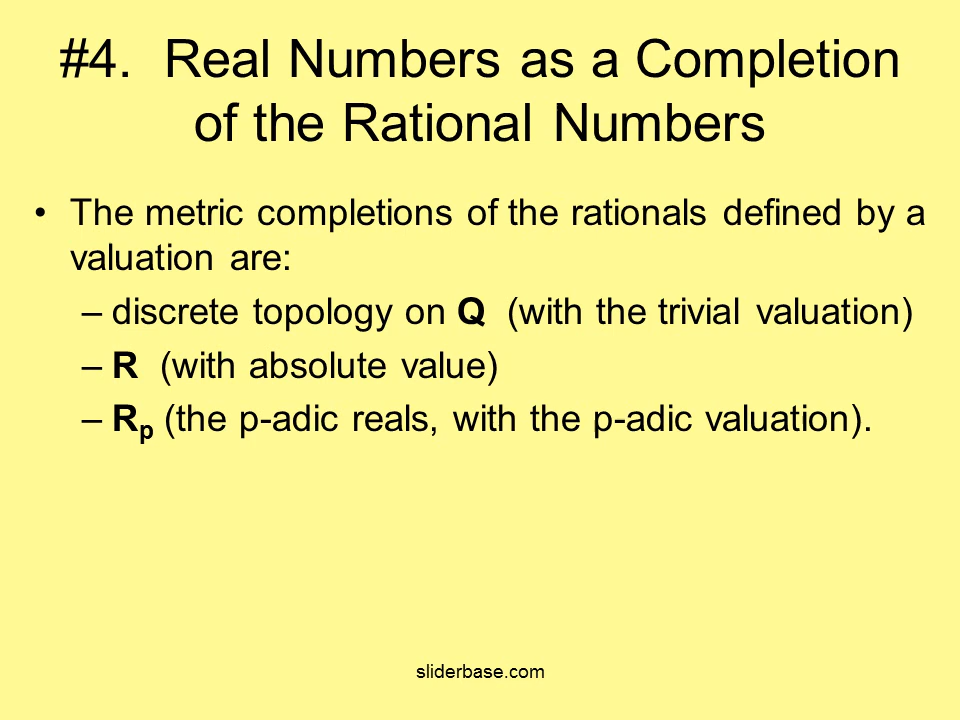 #4. Real Numbers as a Completion
of the Rational Numbers
• The metric completions of the rationals defined by a
valuation are:
– discrete topology on Q (with the trivial valuation)
– R (with absolute value)
– Rp (the p-adic reals, with the p-adic valuation).
sliderbase.com